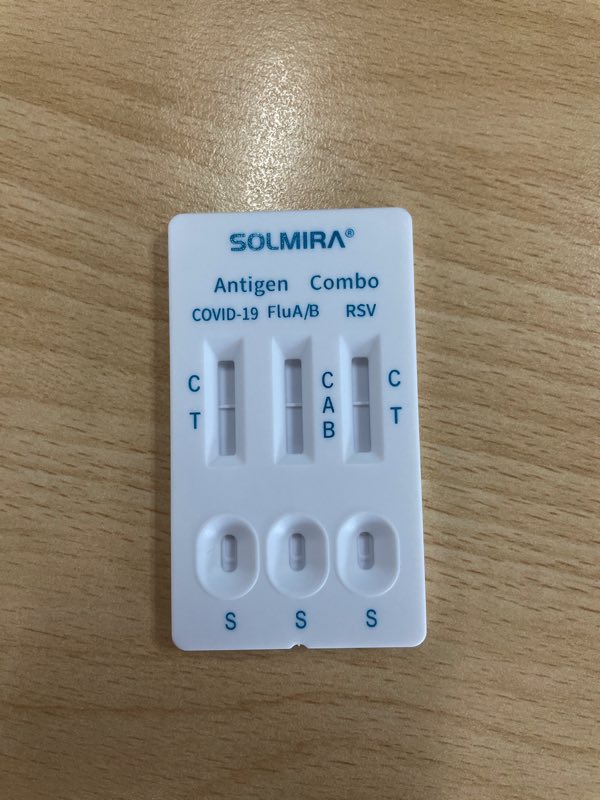 SOLMIRA®
Antigen Combo
COVID-19 FluA/B RSV
C C C
T A T
B
S S S